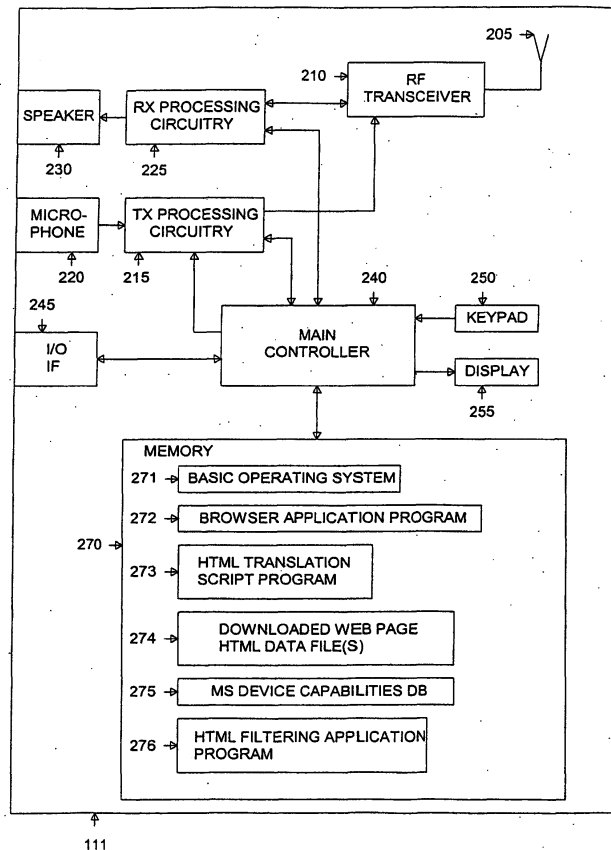 205
210
RF
TRANSCEIVER
SPEAKER
RX PROCESSING
CIRCUITRY
230
225
MICRO-
PHONE
TX PROCESSING
CIRCUITRY
220
215
245
240
250
I/O
IF
MAIN
CONTROLLER
KEYPAD
DISPLAY
255
MEMORY
271
BASIC OPERATING SYSTEM
272
BROWSER APPLICATION PROGRAM
270
273
HTML TRANSLATION
SCRIPT PROGRAM
274
DOWNLOADED WEB PAGE
HTML DATA FILE(S)
275
MS DEVICE CAPABILITIES DB
276
HTML FILTERING APPLICATION
PROGRAM
111